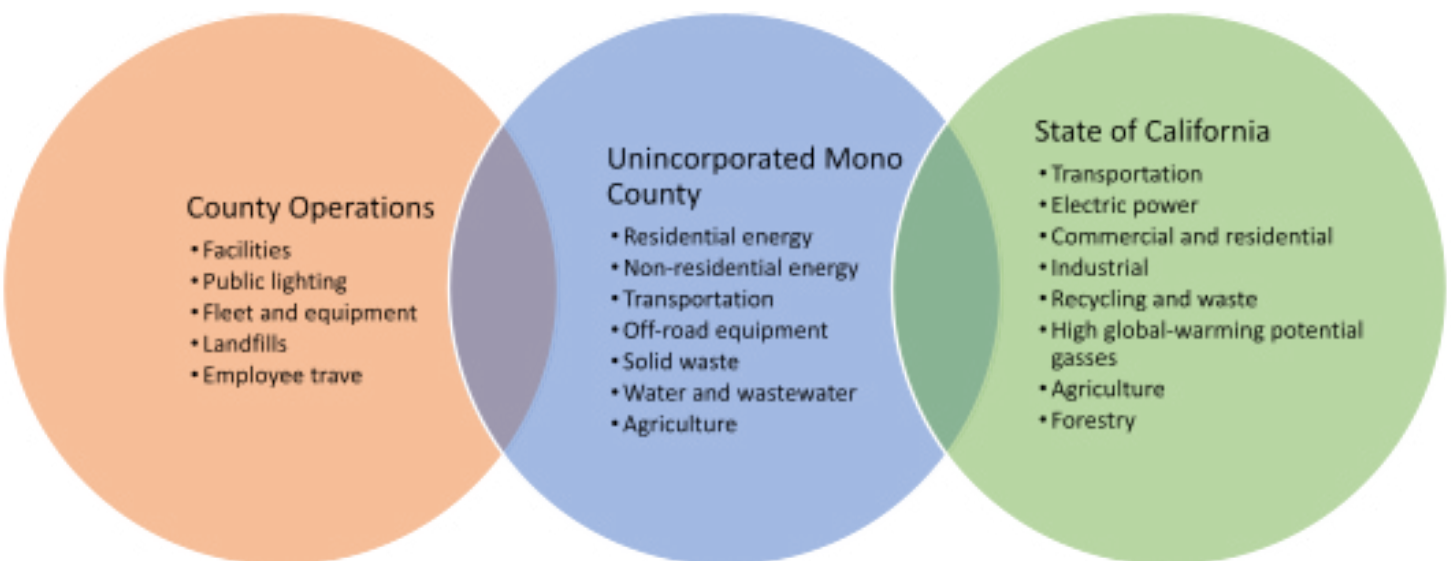 County Operations
• Facilities
• Public lighting
• Fleet and equipment
• Landfills
• Employee trave
Unincorporated Mono
County
• Residential energy
• Non-residential energy
• Transportation
• Off-road equipment
• Solid waste
• Water and wastewater
• Agriculture
State of California
• Transportation
• Electric power
• Commercial and residential
• Industrial
• Recycling and waste
• High global-warming potential
gasses
• Agriculture
• Forestry